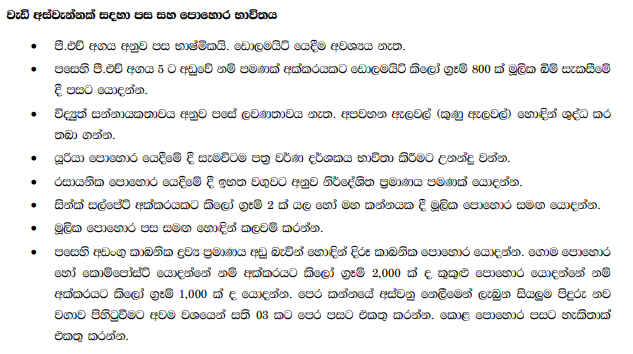 වැඩි අස්වැන්නක් සදහා පස සහ පොහොර භාවිතය
• පී.එච් අගය අනුව පස භාෂ්මිකයි. ඩොලමයිට් යෙදීම අවශ්‍යය නැත.
• පසෙහි පී.එච් අගය 5 ට අඩුවේ නම් පමණක් අක්කරයකට ඩොලමයිට් කිලෝ ග්‍රෑම් 800 ක් මූලික බිම් සැකසීමේ
දී පසට යොදන්න.
• විද්‍යුත් සන්නායකතාවය අනුව පසේ ලවණතාවය නැත. අපවහන ඇලවල් (කුණු ඇලවල්) හොඳින් ශුද්ධ කර
තබා ගන්න.
• යූරියා පොහොර යෙදීමේ දී සැමවිටම පත්‍ර වර්ණ දර්ශකය භාවිතා කිරීමට උනන්දු වන්න.
• රසායනික පොහොර යෙදීමේ දී ඉහත වගුවට අනුව නිර්දේශිත ප්‍රමාණය පමණක් යොදන්න.
• සින්ක් සල්පේට් අක්කරයකට කිලෝ ග්‍රෑම් 2 ක් යල හෝ මහ කන්නයක දී මූලික පොහොර සමඟ යොදන්න.
• මූලික පොහොර පස සමඟ හොඳින් කලවම් කරන්න.
• පසෙහි අඩංගු කාබනික ද්‍රව්‍ය ප්‍රමාණය අඩු බැවින් හොඳින් දිරූ කාබනික පොහොර යොදන්න. ගොම පොහොර
හෝ කොම්පෝස්ට් යොදන්නේ නම් අක්කරයට කිලෝ ග්‍රෑම් 2,000 ක් ද කුකුළු පොහොර යොදන්නේ නම්
අක්කරයට කිලෝ ග්‍රෑම් 1,000 ක් ද යොදන්න. පෙර කන්නයේ අස්වනු නෙලීමෙන් ලැබුන සියලුම පිදුරු නව
වගාව පිහිටුවීමට අවම වශයෙන් සති 03 කට පෙර පසට එකතු කරන්න. කොළ පොහොර පසට හැකිතාක්
එකතු කරන්න.